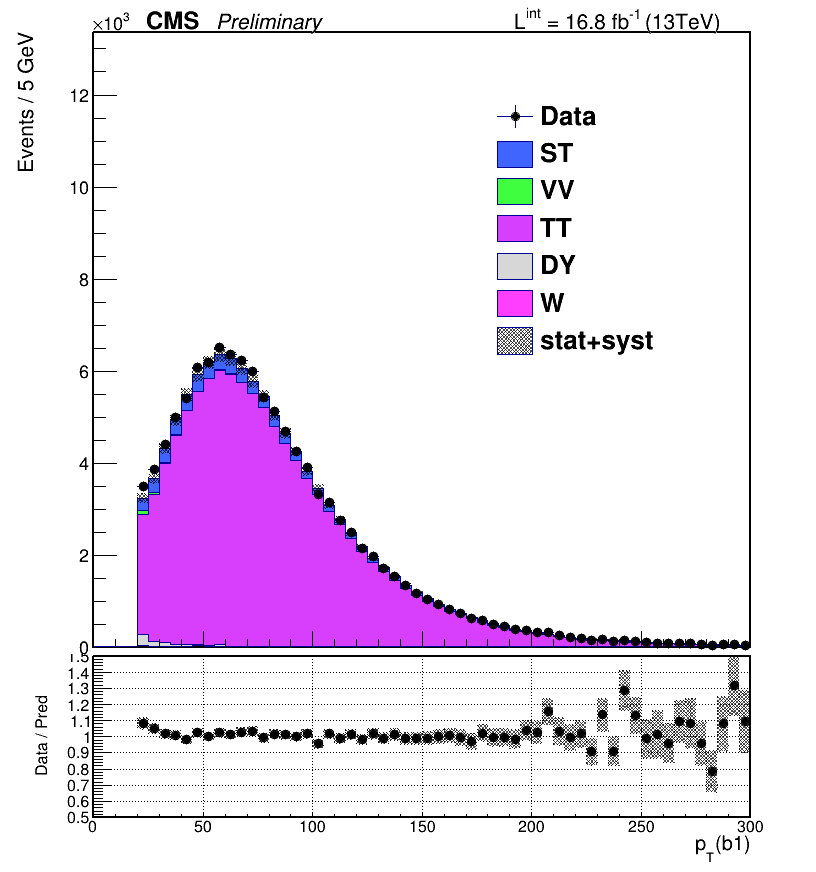 ×10³ CMS Preliminary L^int = 16.8 fb⁻¹ (13TeV)
Events / 5 GeV
12
10
8
6
4
2
0
Data
ST
VV
TT
DY
W
stat+syst
Data / Pred
1.5
1.4
1.3
1.2
1.1
1
0.9
0.8
0.7
0.6
0.5
0 50 100 150 200 250 300
p_T(b1)